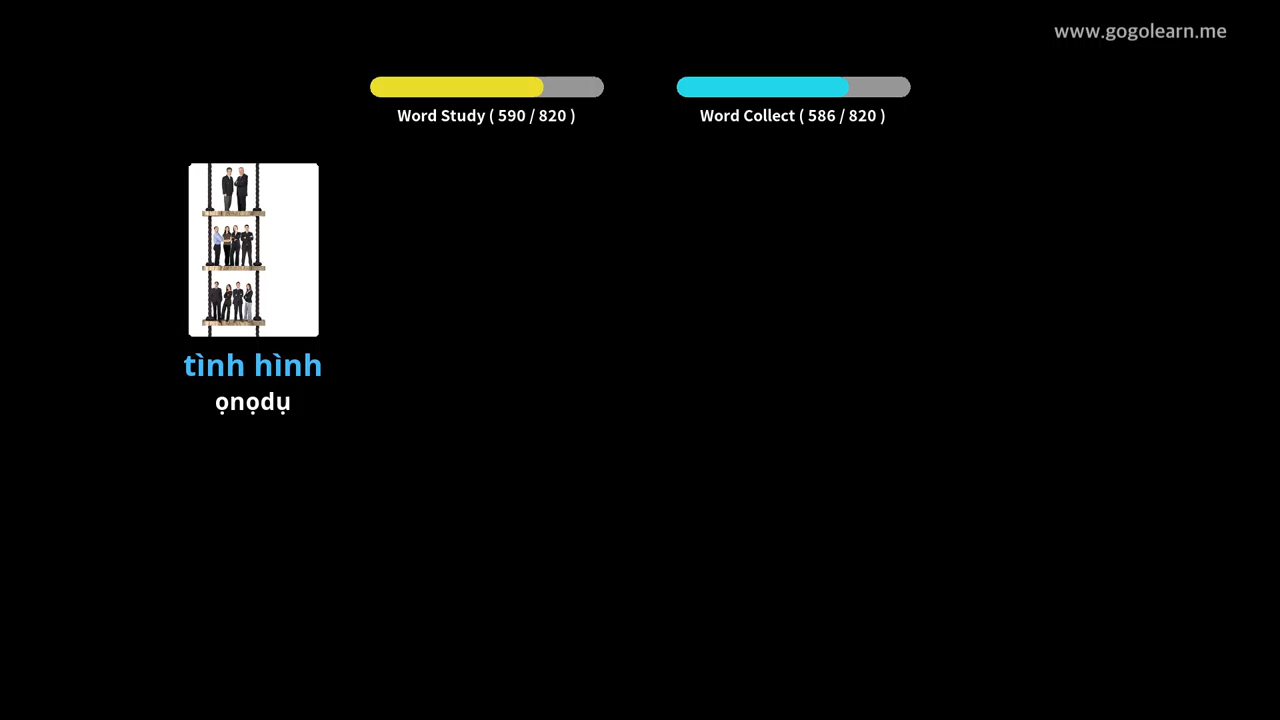 www.gogolearn.me
Word Study ( 590 / 820 )
Word Collect ( 586 / 820 )
tình hình
ọnọdụ